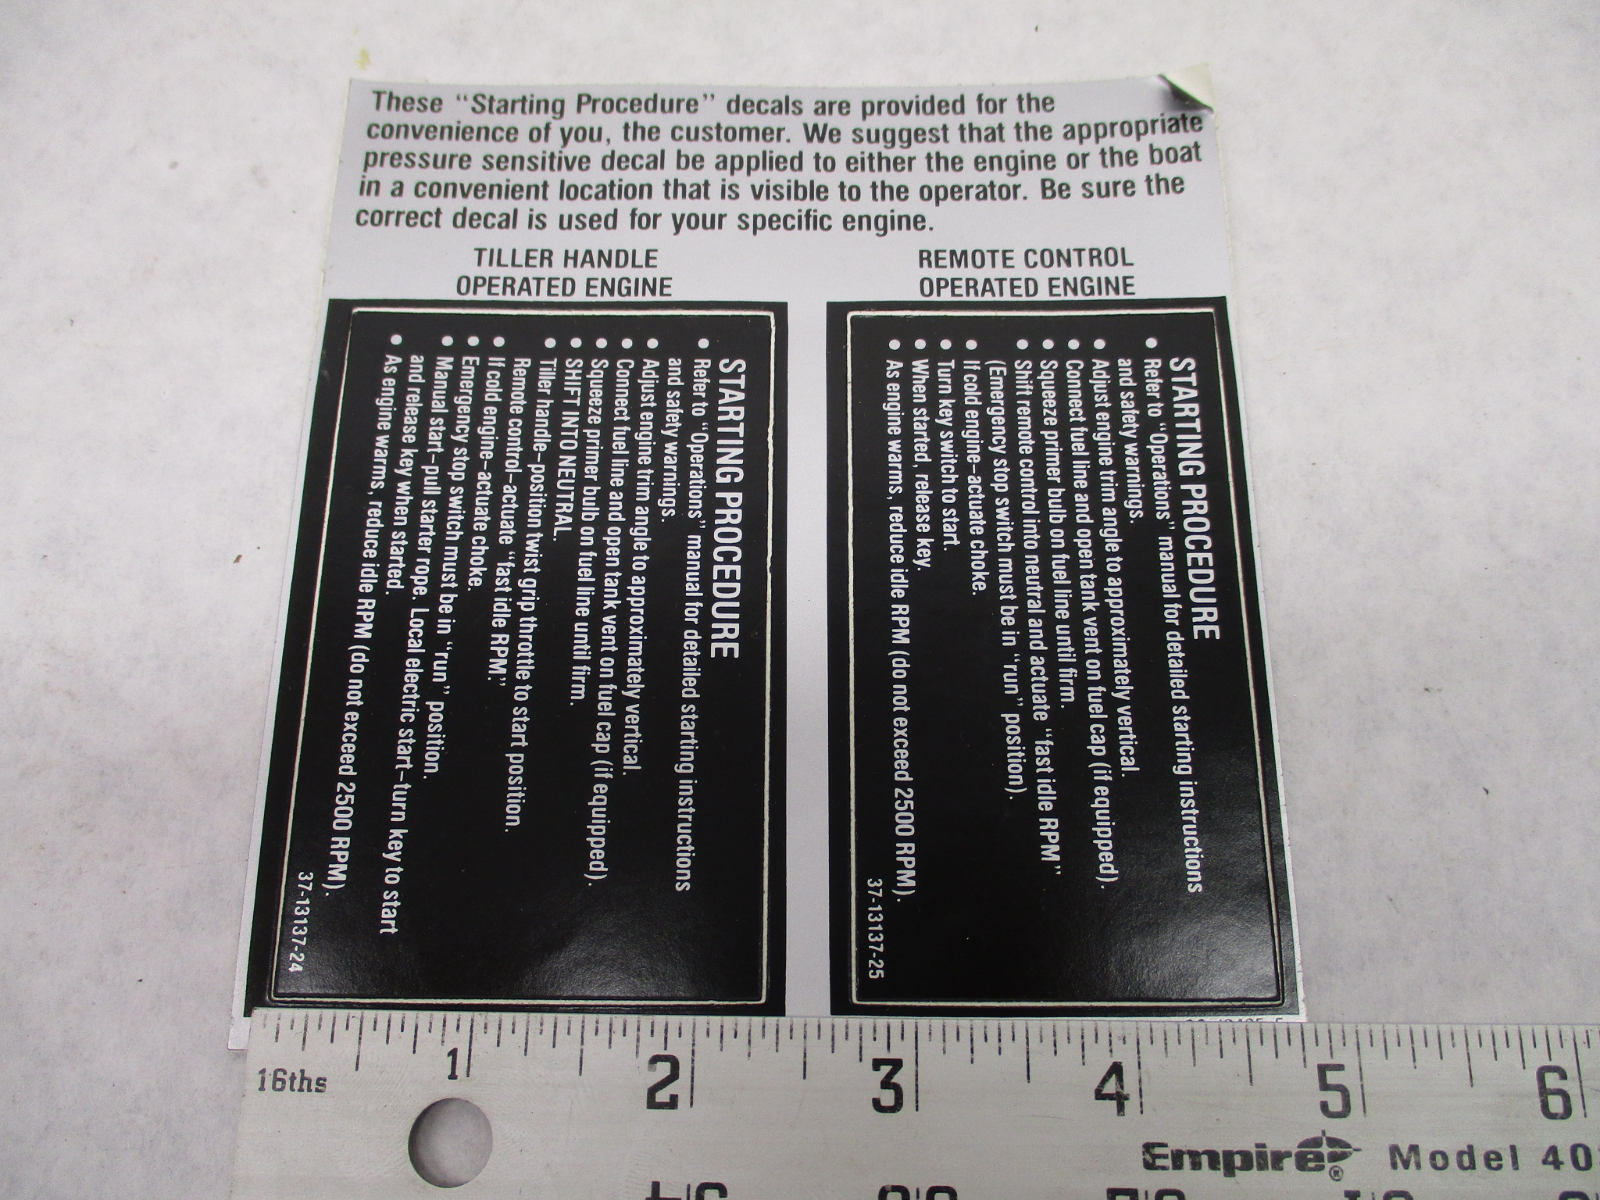 These "Starting Procedure" decals are provided for the
convenience of you, the customer. We suggest that the appropriate
pressure sensitive decal be applied to either the engine or the boat
in a convenient location that is visible to the operator. Be sure the
correct decal is used for your specific engine.
TILLER HANDLE
OPERATED ENGINE
STARTING PROCEDURE
• Refer to "Operations" manual for detailed starting instructions
and safety warnings.
• Adjust engine trim angle to approximately vertical.
• Connect fuel line and open tank vent on fuel cap (if equipped).
• Squeeze primer bulb on fuel line until firm.
• SHIFT INTO NEUTRAL.
• Tiller handle–position twist grip throttle to start position.
Remote control–actuate "fast idle RPM."
• If cold engine–actuate choke.
• Emergency stop switch must be in "run" position.
• Manual start–pull starter rope. Local electric start–turn key to start
and release key when started.
• As engine warms, reduce idle RPM (do not exceed 2500 RPM).
37-13137-24
REMOTE CONTROL
OPERATED ENGINE
STARTING PROCEDURE
• Refer to "Operations" manual for detailed starting instructions
and safety warnings.
• Adjust engine trim angle to approximately vertical.
• Connect fuel line and open tank vent on fuel cap (if equipped).
• Squeeze primer bulb on fuel line until firm.
• Shift remote control into neutral and actuate "fast idle RPM"
(Emergency stop switch must be in "run" position).
• If cold engine–actuate choke.
• Turn key switch to start.
• When started, release key.
• As engine warms, reduce idle RPM (do not exceed 2500 RPM).
37-13137-25
1 2 3 4 5 6
16ths
Empire® Model 40